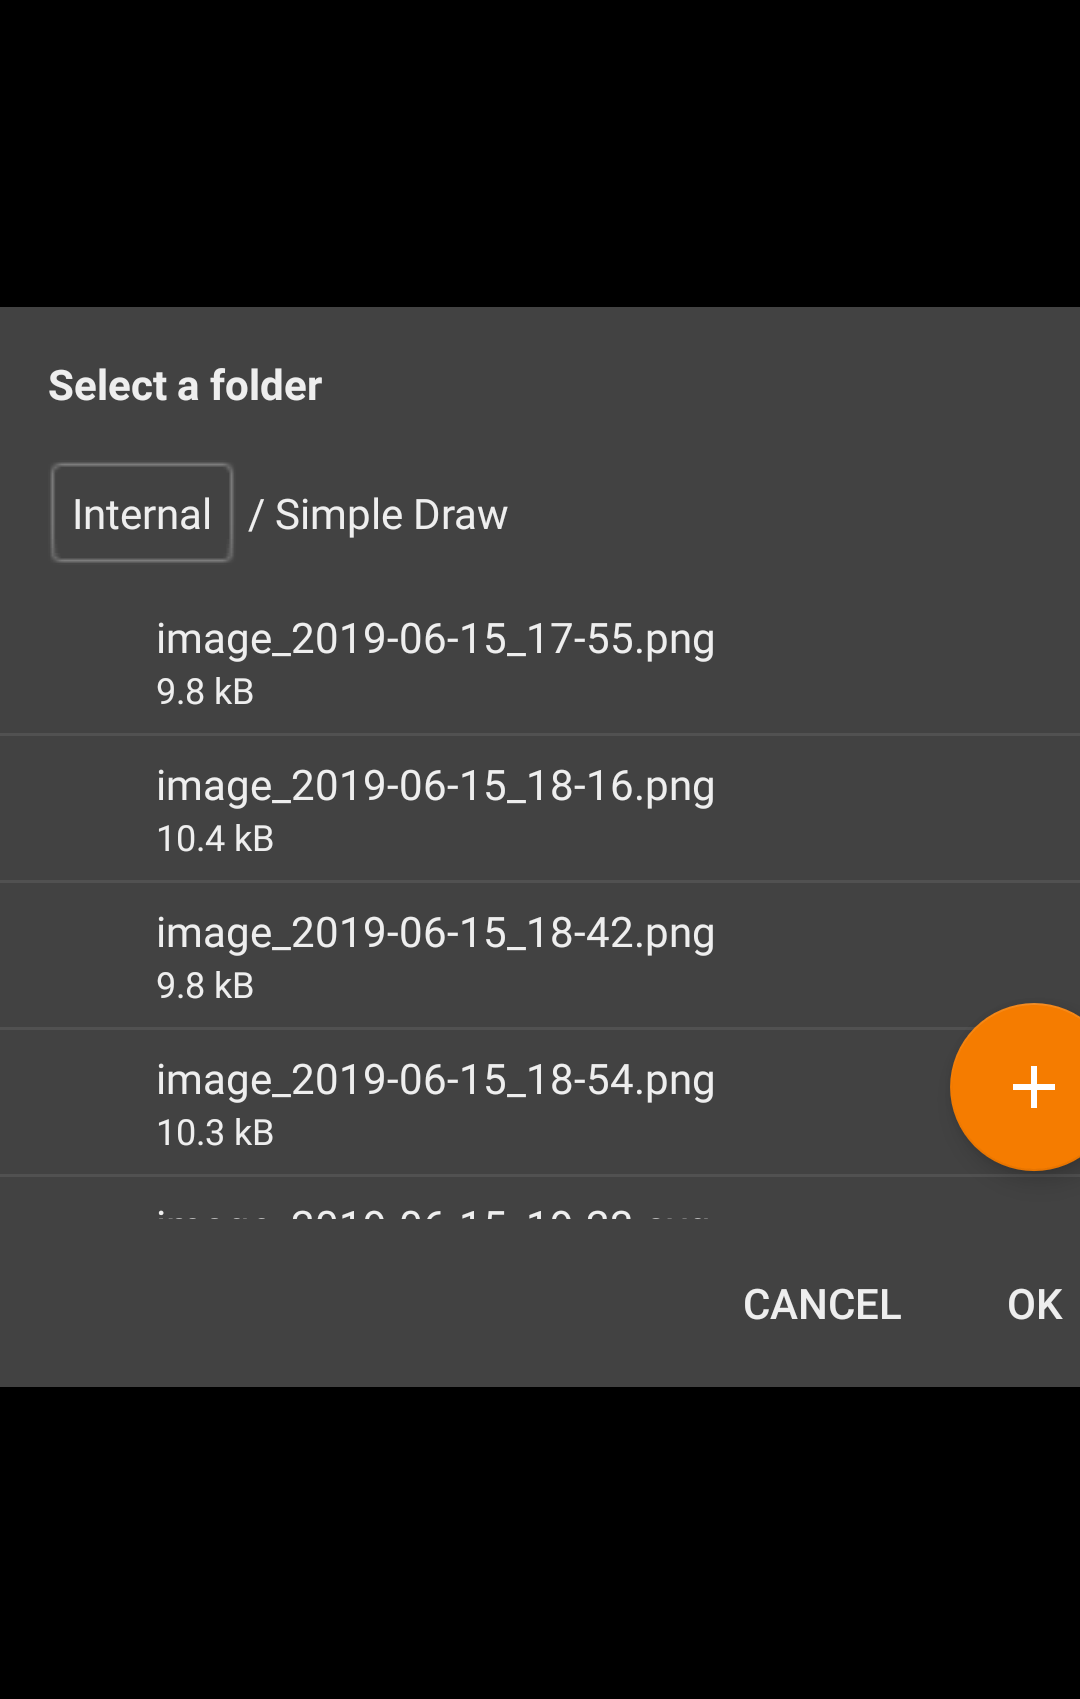 Select a folder
Internal / Simple Draw
image_2019-06-15_17-55.png
9.8 kB
image_2019-06-15_18-16.png
10.4 kB
image_2019-06-15_18-42.png
9.8 kB
image_2019-06-15_18-54.png
10.3 kB
CANCEL OK